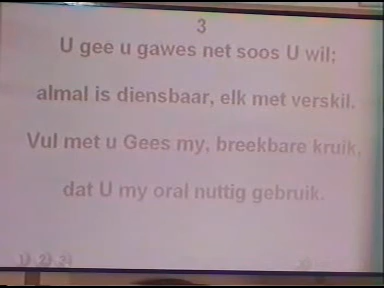 3
U gee u gawes net soos U wil;
almal is diensbaar, elk met verskil.
Vul met u Gees my, breekbare kruik,
dat U my oral nuttig gebruik.
1) 2) 3)